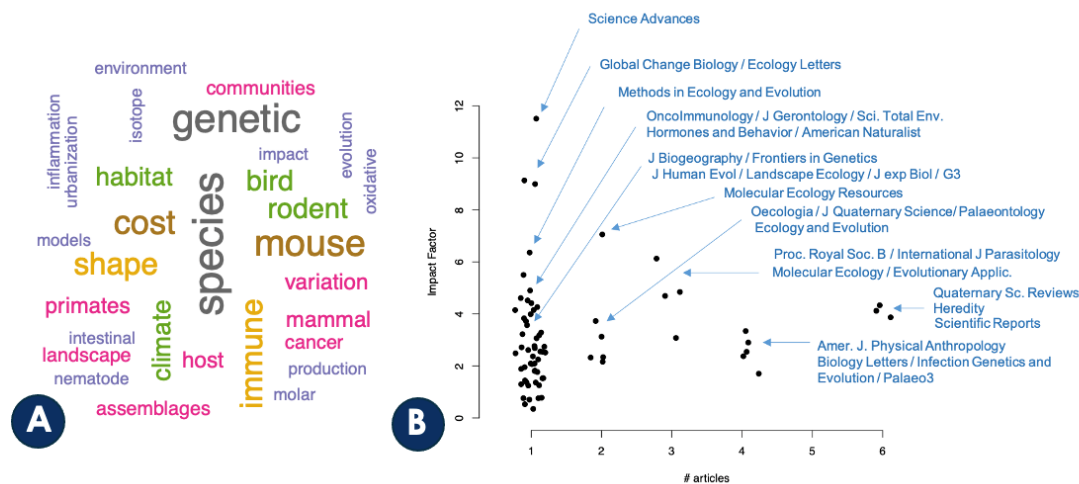 environment
communities
inflammation
urbanization
isotope
genetic
evolution
oxidative
impact
habitat
bird
rodent
species
cost
mouse
models
shape
variation
primates
climate
immune
mammal
cancer
intestinal
landscape
host
nematode
production
molar
assemblages
A
B
Science Advances
Global Change Biology / Ecology Letters
Methods in Ecology and Evolution
OncoImmunology / J Gerontology / Sci. Total Env.
Hormones and Behavior / American Naturalist
J Biogeography / Frontiers in Genetics
J Human Evol / Landscape Ecology / J exp Biol / G3
Molecular Ecology Resources
Oecologia / J Quaternary Science/ Palaeontology
Ecology and Evolution
Proc. Royal Soc. B / International J Parasitology
Molecular Ecology / Evolutionary Applic.
Quaternary Sc. Reviews
Heredity
Scientific Reports
Amer. J. Physical Anthropology
Biology Letters / Infection Genetics and
Evolution / Palaeo3
Impact Factor
12
10
8
6
4
2
0
1 2 3 4 5 6
# articles